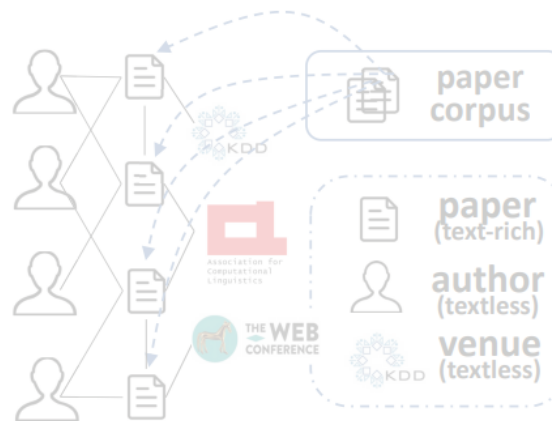 paper
corpus
KDD
paper
(text-rich)
Association for
Computational
Linguistics
author
(textless)
THE WEB
CONFERENCE
venue
(textless)
KDD